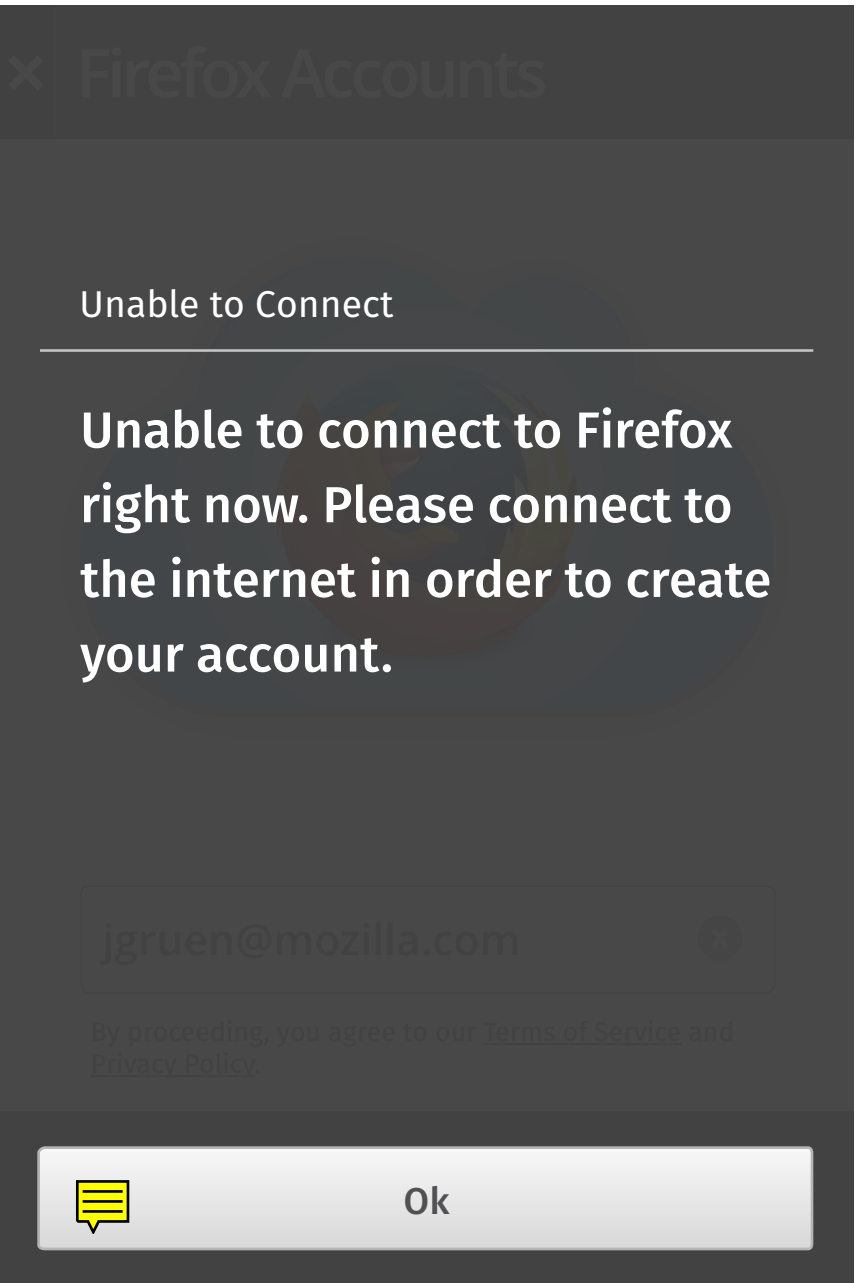 Firefox Accounts
Unable to Connect
Unable to connect to Firefox
right now. Please connect to
the internet in order to create
your account.
jgruen@mozilla.com
By proceeding, you agree to our Terms of Service and
Privacy Policy.
Ok